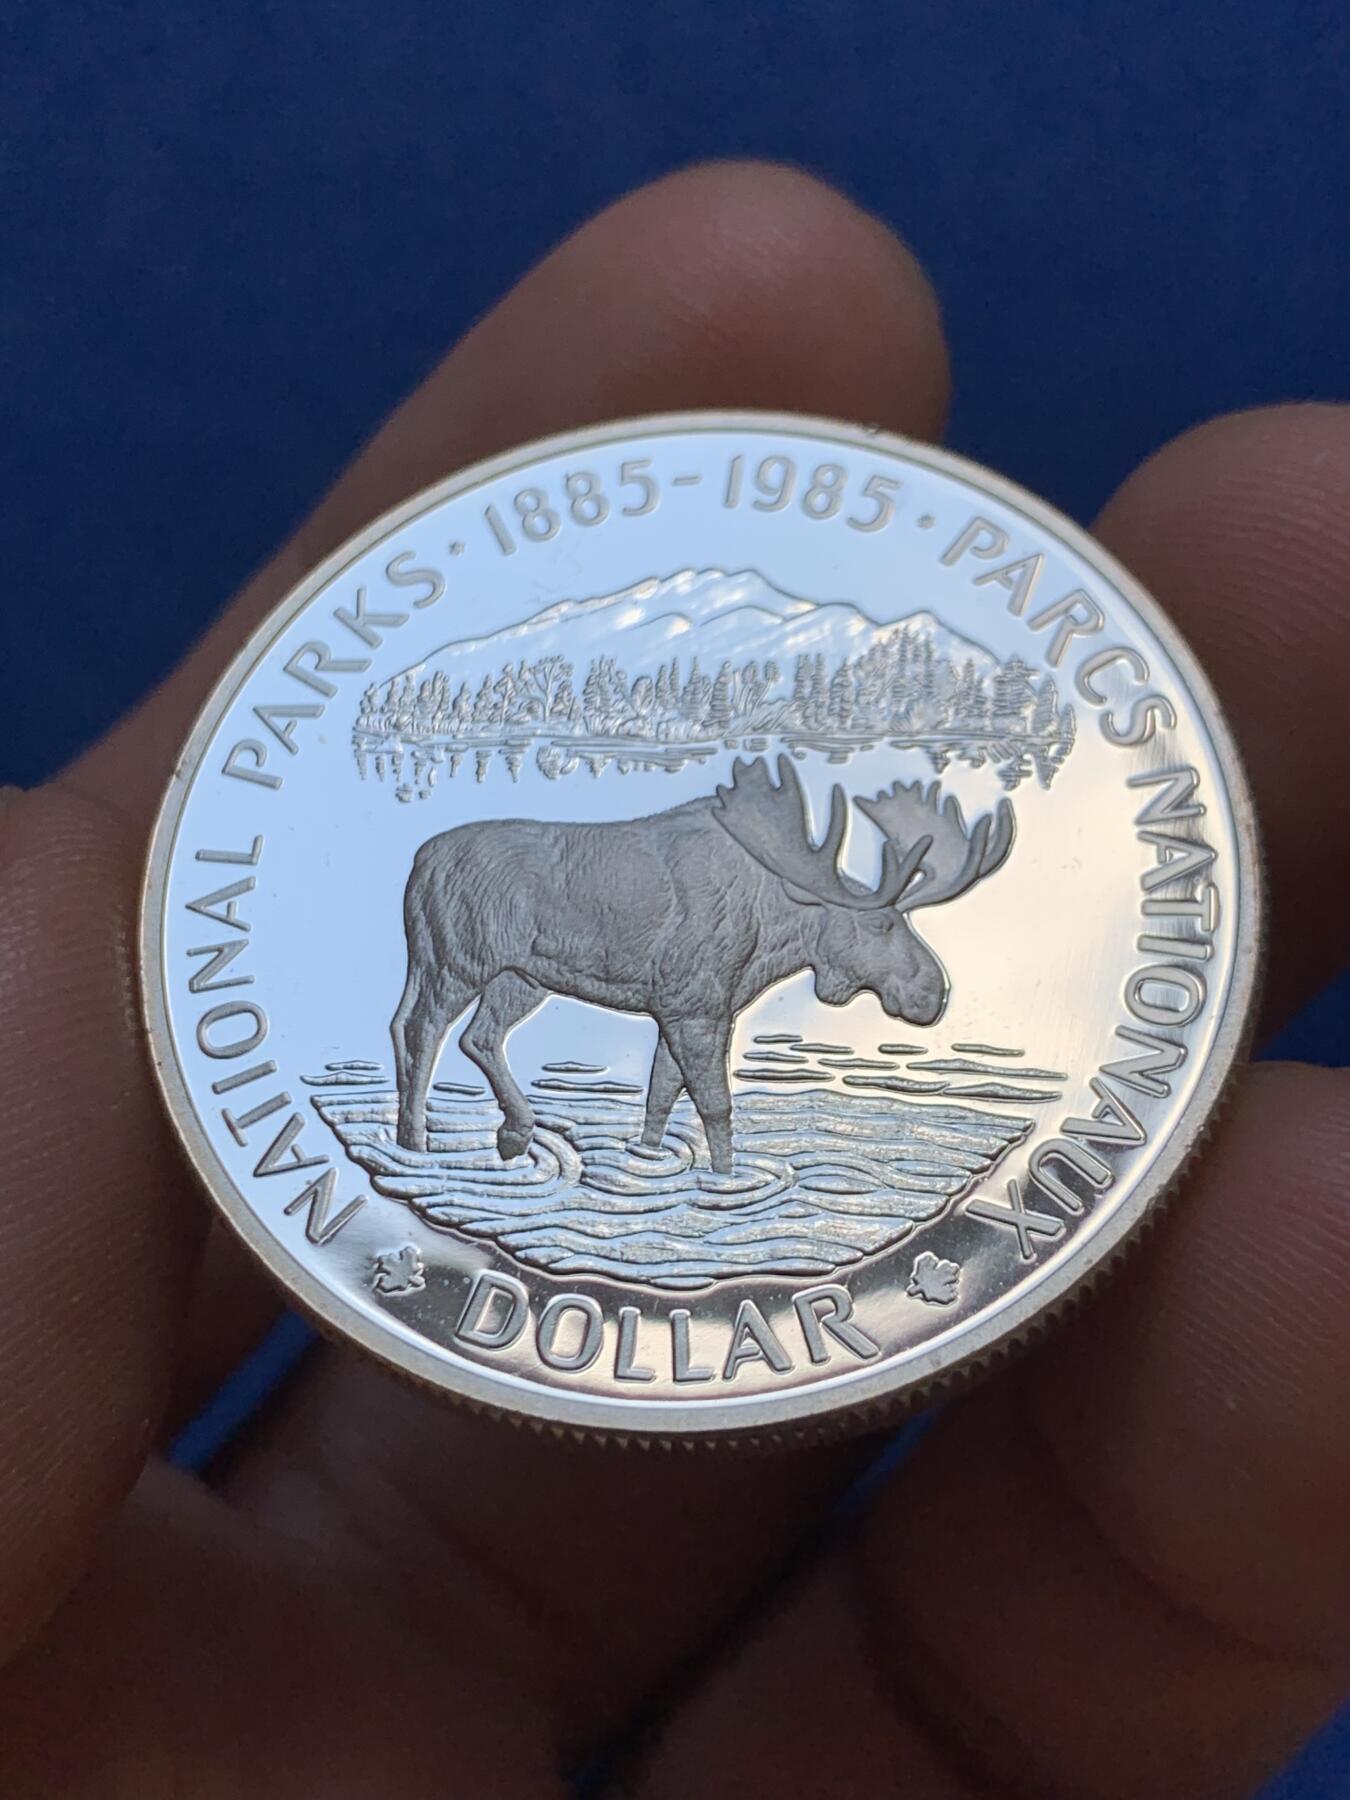 NATIONAL PARKS · 1885-1985 · PARCS NATIONAUX
DOLLAR